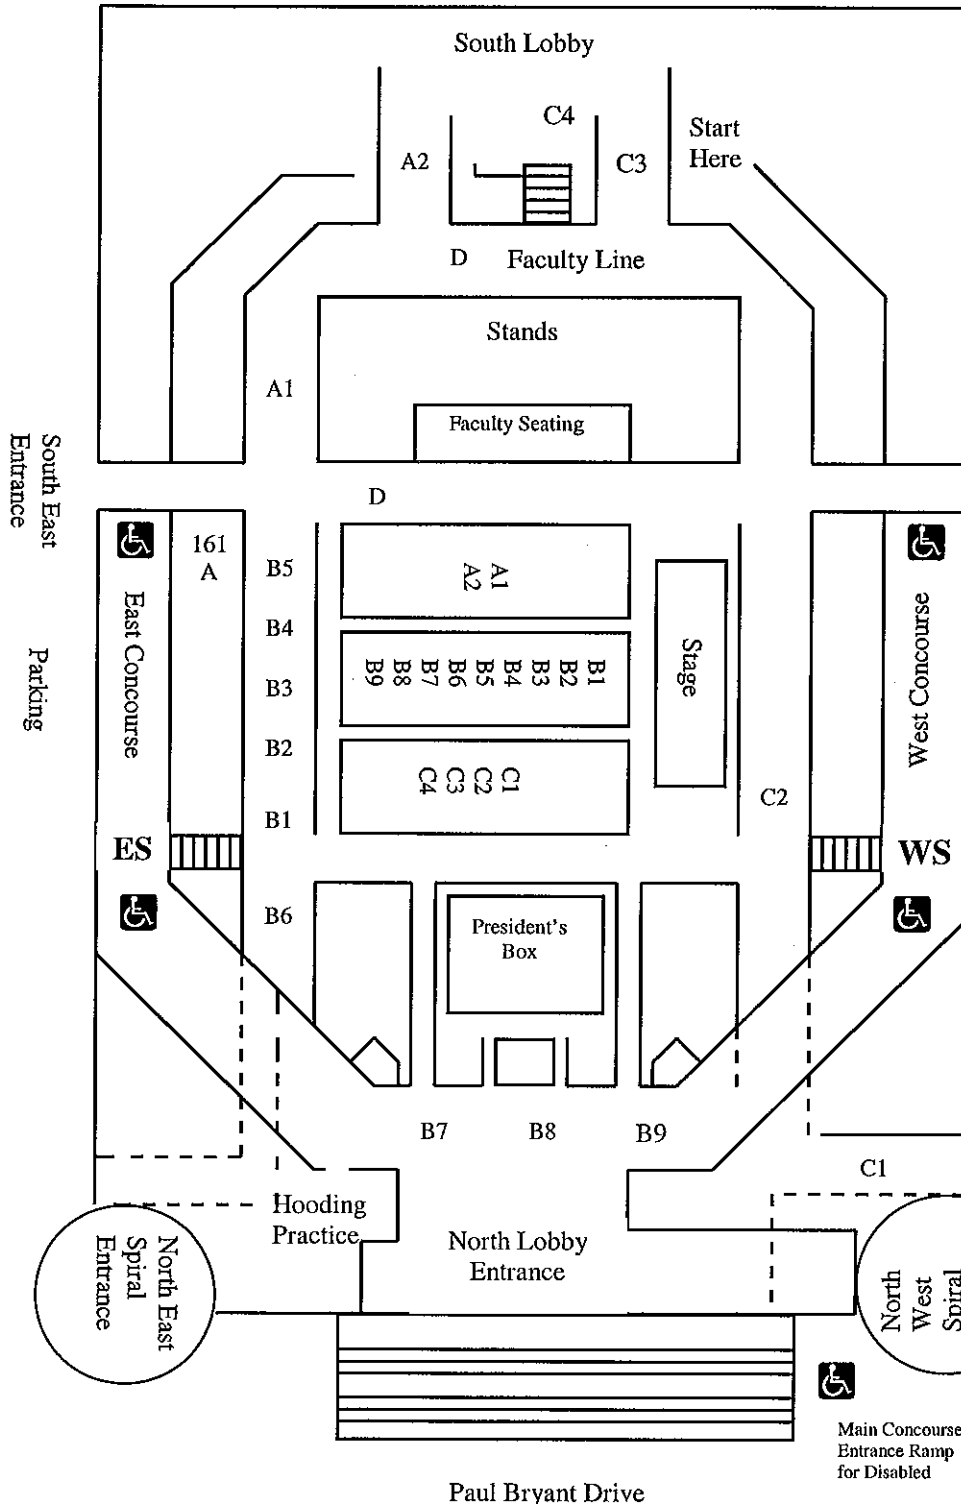 South Lobby
C4
Start
Here
A2
C3
D
Faculty Line
Stands
A1
Faculty Seating
South East
Entrance
D
161
A
B5
A1
A2
B4
East Concourse
Parking
B3
B1
B2
B3
B4
B5
B6
B7
B8
B9
Stage
West Concourse
B2
C1
C2
C3
C4
B1
C2
ES
WS
B6
President's
Box
B7
B8
B9
C1
Hooding
Practice
North Lobby
Entrance
North East
Spiral
Entrance
North
West
Spiral
Main Concourse
Entrance Ramp
for Disabled
Paul Bryant Drive